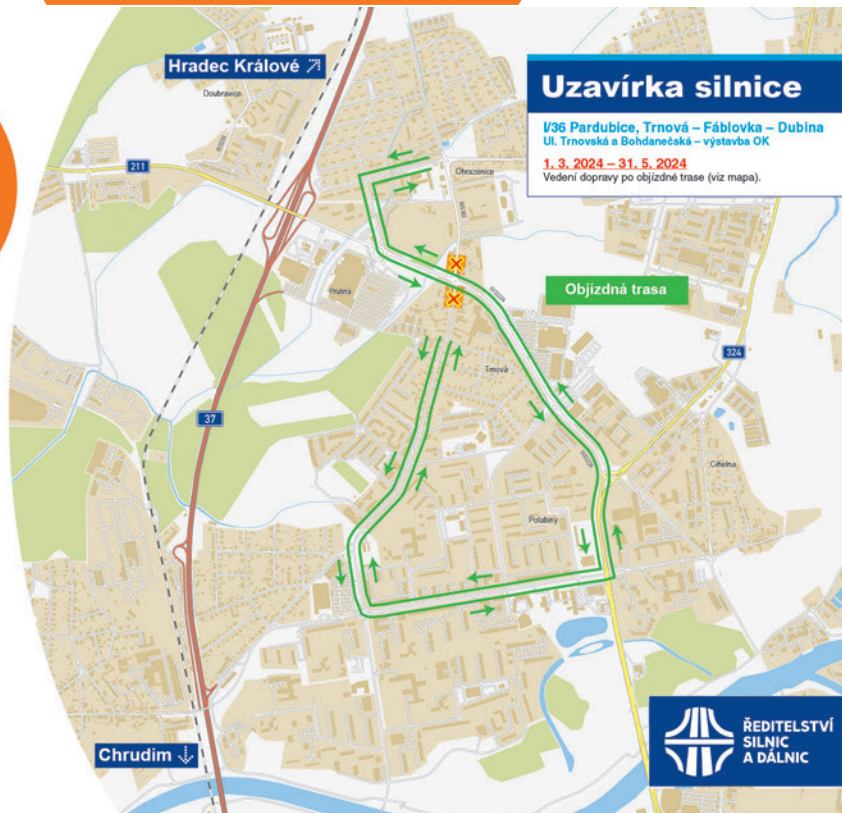 Hradec Králové
Doubravice
Uzavírka silnice
I/36 Pardubice, Trnová – Fáblovka – Dubina
Ul. Trnovská a Bohdanečská – výstavba OK
1. 3. 2024 – 31. 5. 2024
Vedení dopravy po objízdné trase (viz mapa).
211
Ohrazenice
Objízdná trasa
Trnová
324
37
Cihelna
Polabiny
ŘEDITELSTVÍ
SILNIC
A DÁLNIC
Chrudim